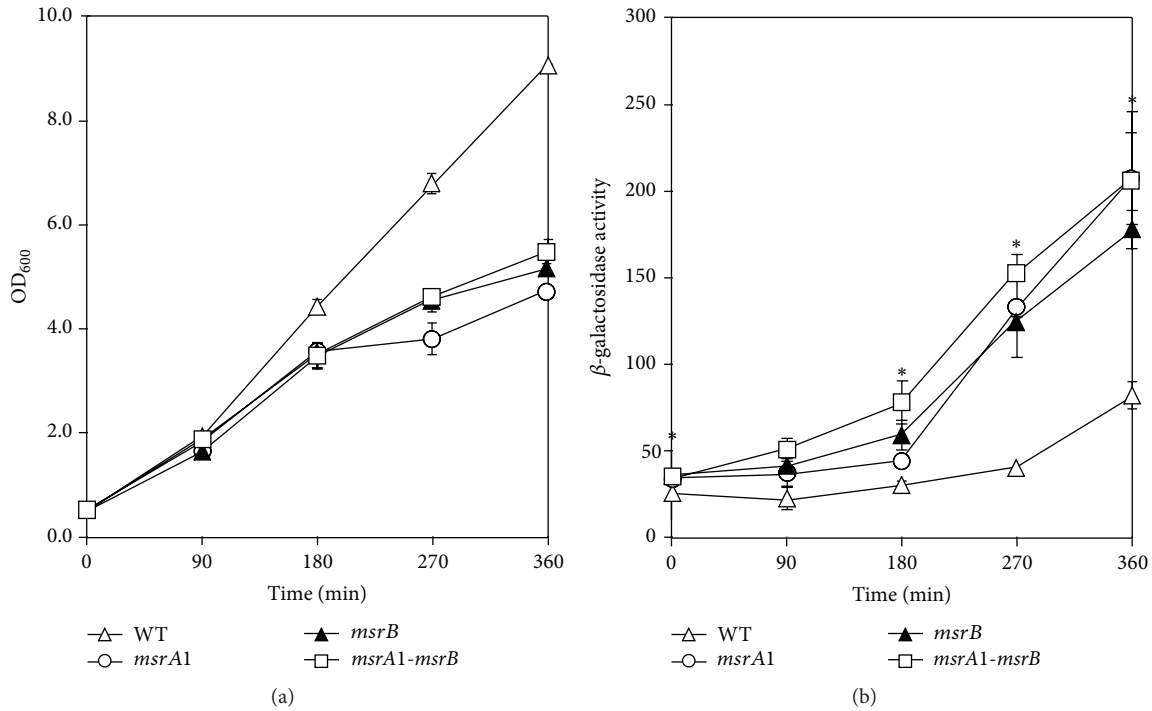 10.0
8.0
6.0
4.0
2.0
0.0
OD600
0 90 180 270 360
Time (min)
WT msrB
msrA1 msrA1-msrB
(a)
300
250
200
150
100
50
0
β-galactosidase activity
* * * *
0 90 180 270 360
Time (min)
WT msrB
msrA1 msrA1-msrB
(b)